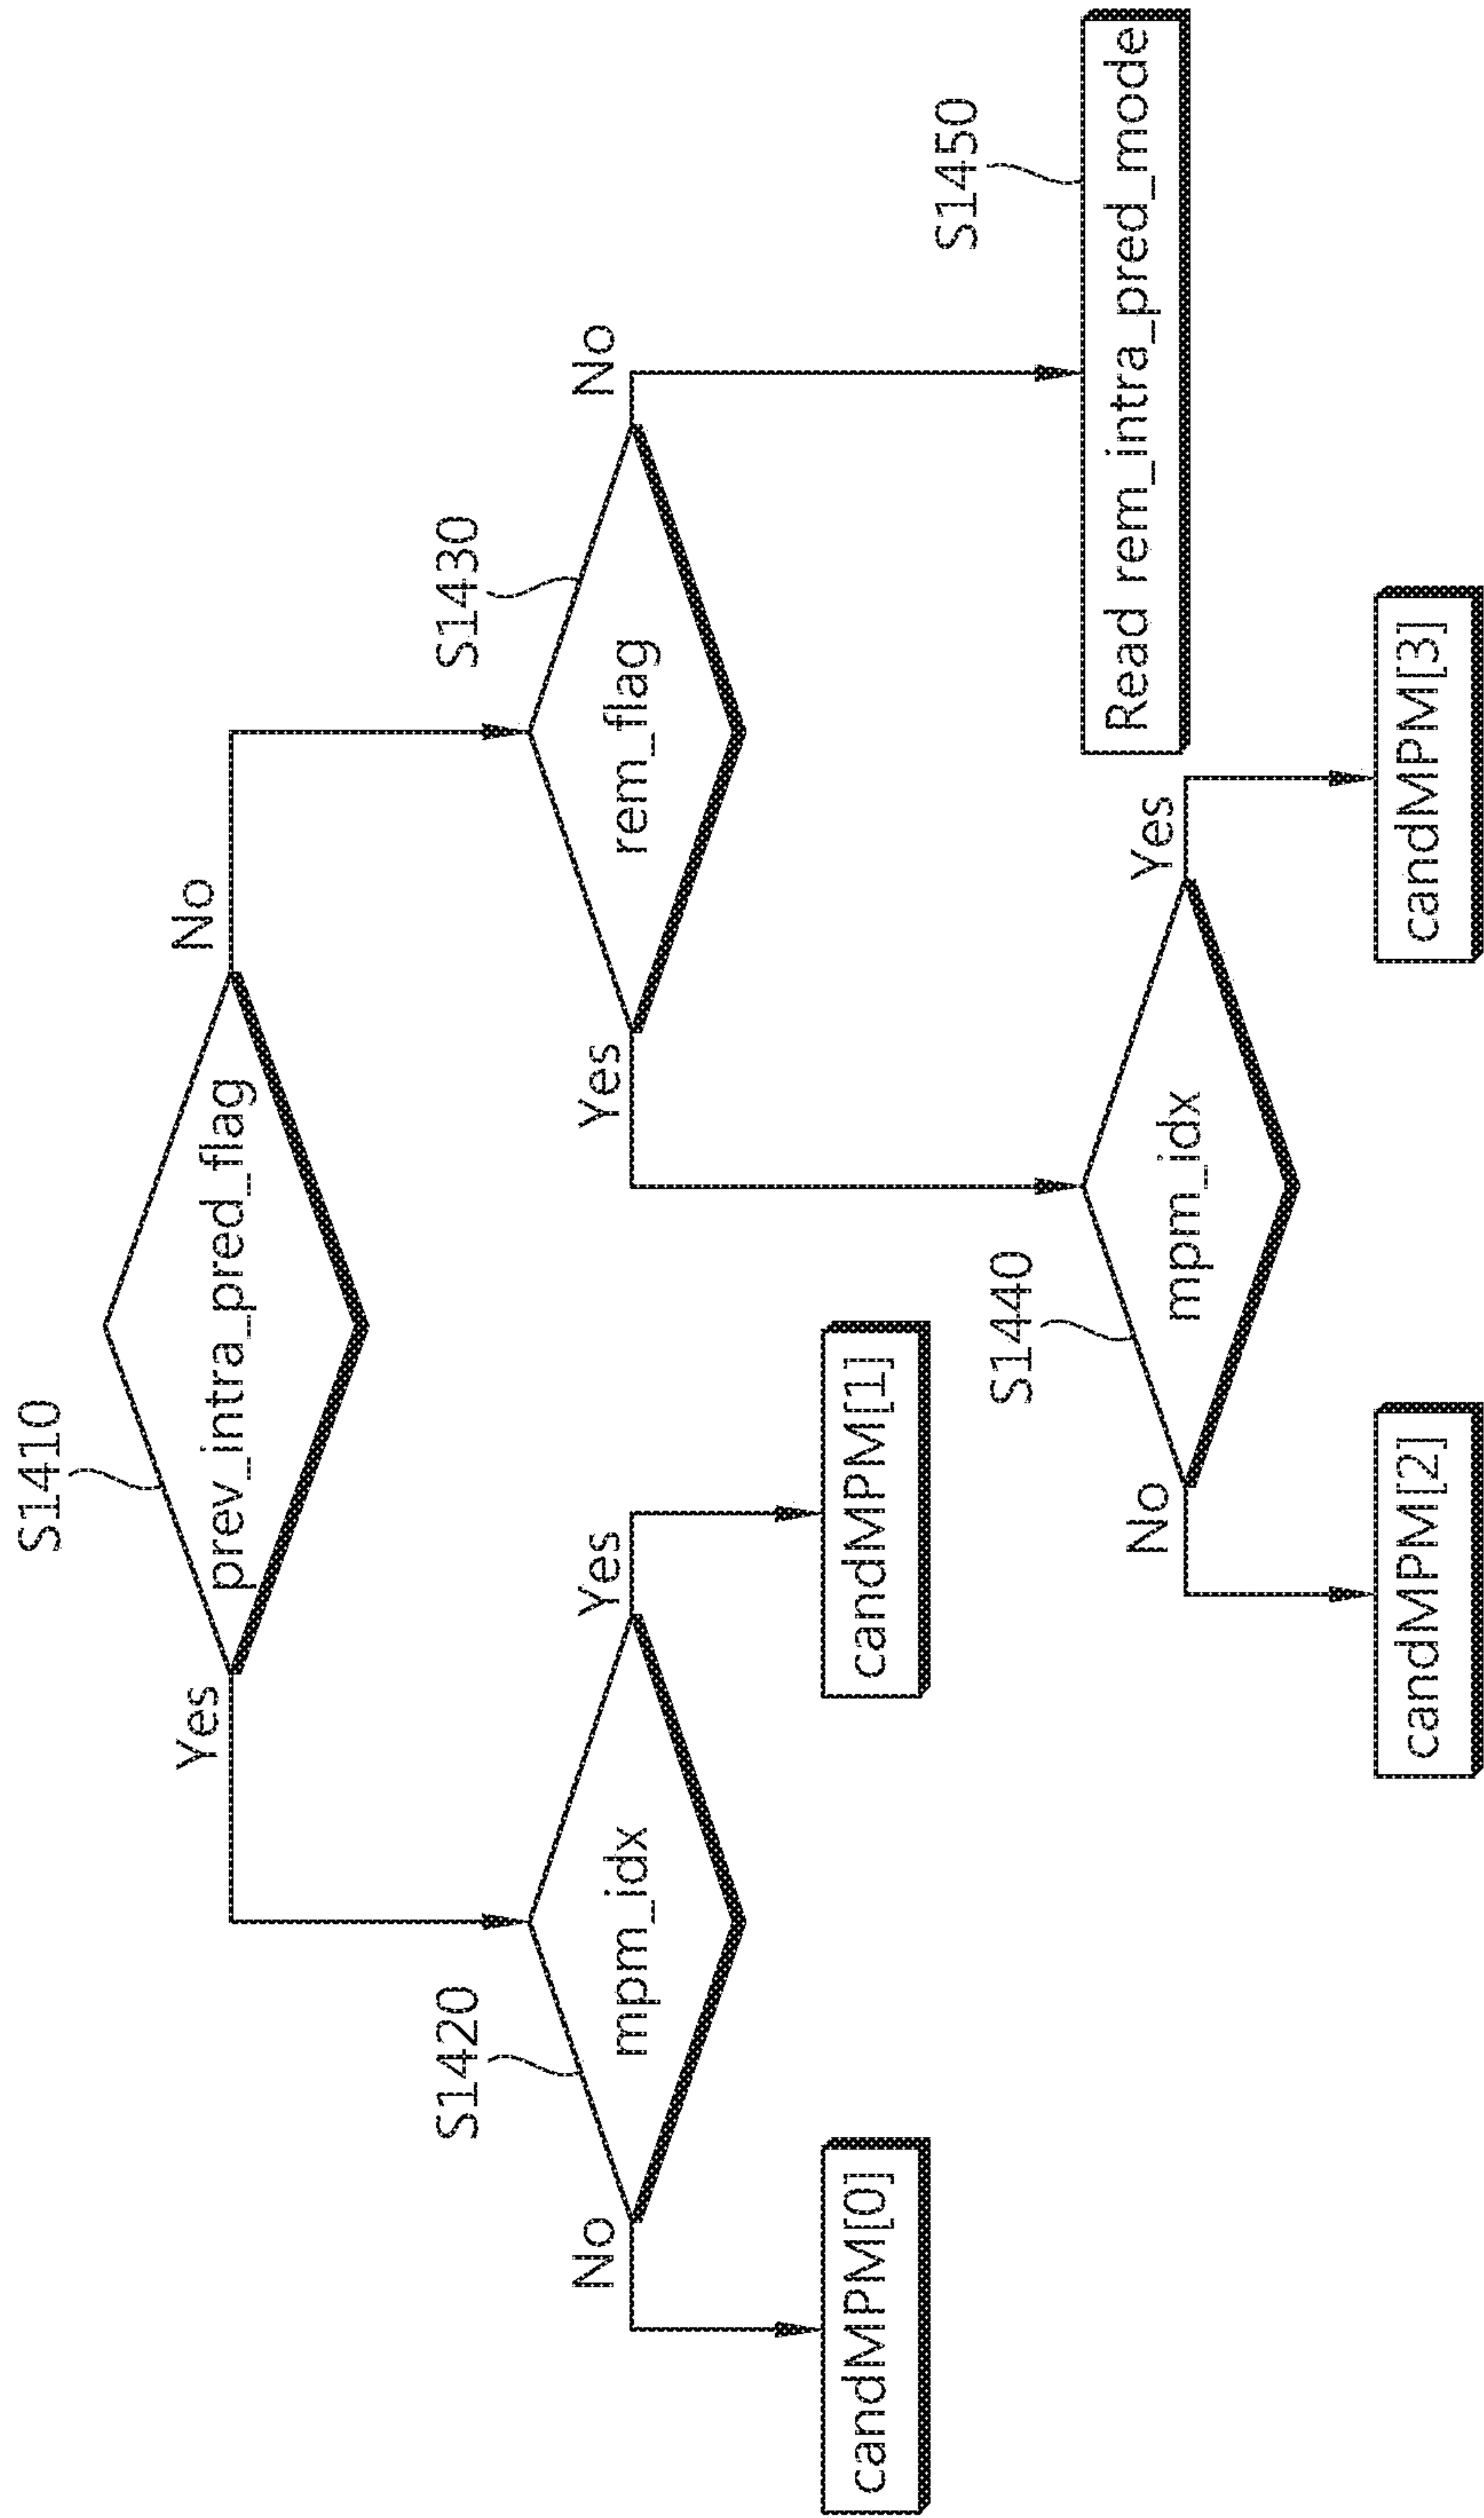 S1410
prev_intra_pred_flag
Yes
No
S1420
mpm_idx
S1430
rem_flag
No
Yes
Yes
No
candMPM[0]
candMPM[1]
S1440
mpm_idx
S1450
Read rem_intra_pred_mode
No
Yes
candMPM[2]
candMPM[3]